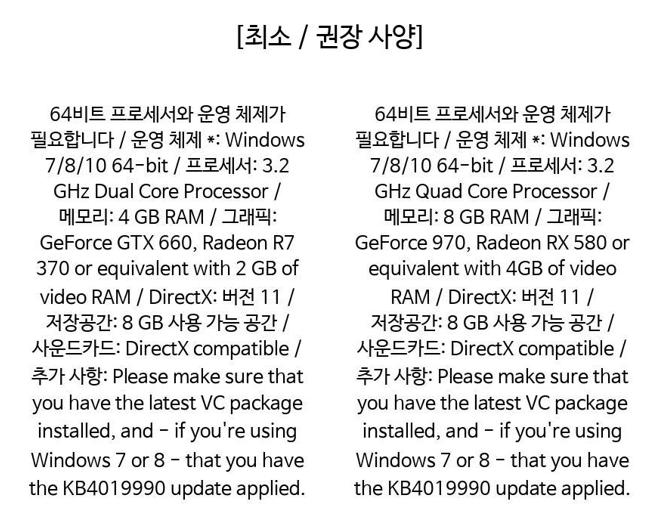 [최소 / 권장 사양]
64비트 프로세서와 운영 체제가
필요합니다 / 운영 체제 *: Windows
7/8/10 64-bit / 프로세서: 3.2
GHz Dual Core Processor /
메모리: 4 GB RAM / 그래픽:
GeForce GTX 660, Radeon R7
370 or equivalent with 2 GB of
video RAM / DirectX: 버전 11 /
저장공간: 8 GB 사용 가능 공간 /
사운드카드: DirectX compatible /
추가 사항: Please make sure that
you have the latest VC package
installed, and - if you're using
Windows 7 or 8 - that you have
the KB4019990 update applied.
64비트 프로세서와 운영 체제가
필요합니다 / 운영 체제 *: Windows
7/8/10 64-bit / 프로세서: 3.2
GHz Quad Core Processor /
메모리: 8 GB RAM / 그래픽:
GeForce 970, Radeon RX 580 or
equivalent with 4GB of video
RAM / DirectX: 버전 11 /
저장공간: 8 GB 사용 가능 공간 /
사운드카드: DirectX compatible /
추가 사항: Please make sure that
you have the latest VC package
installed, and - if you're using
Windows 7 or 8 - that you have
the KB4019990 update applied.